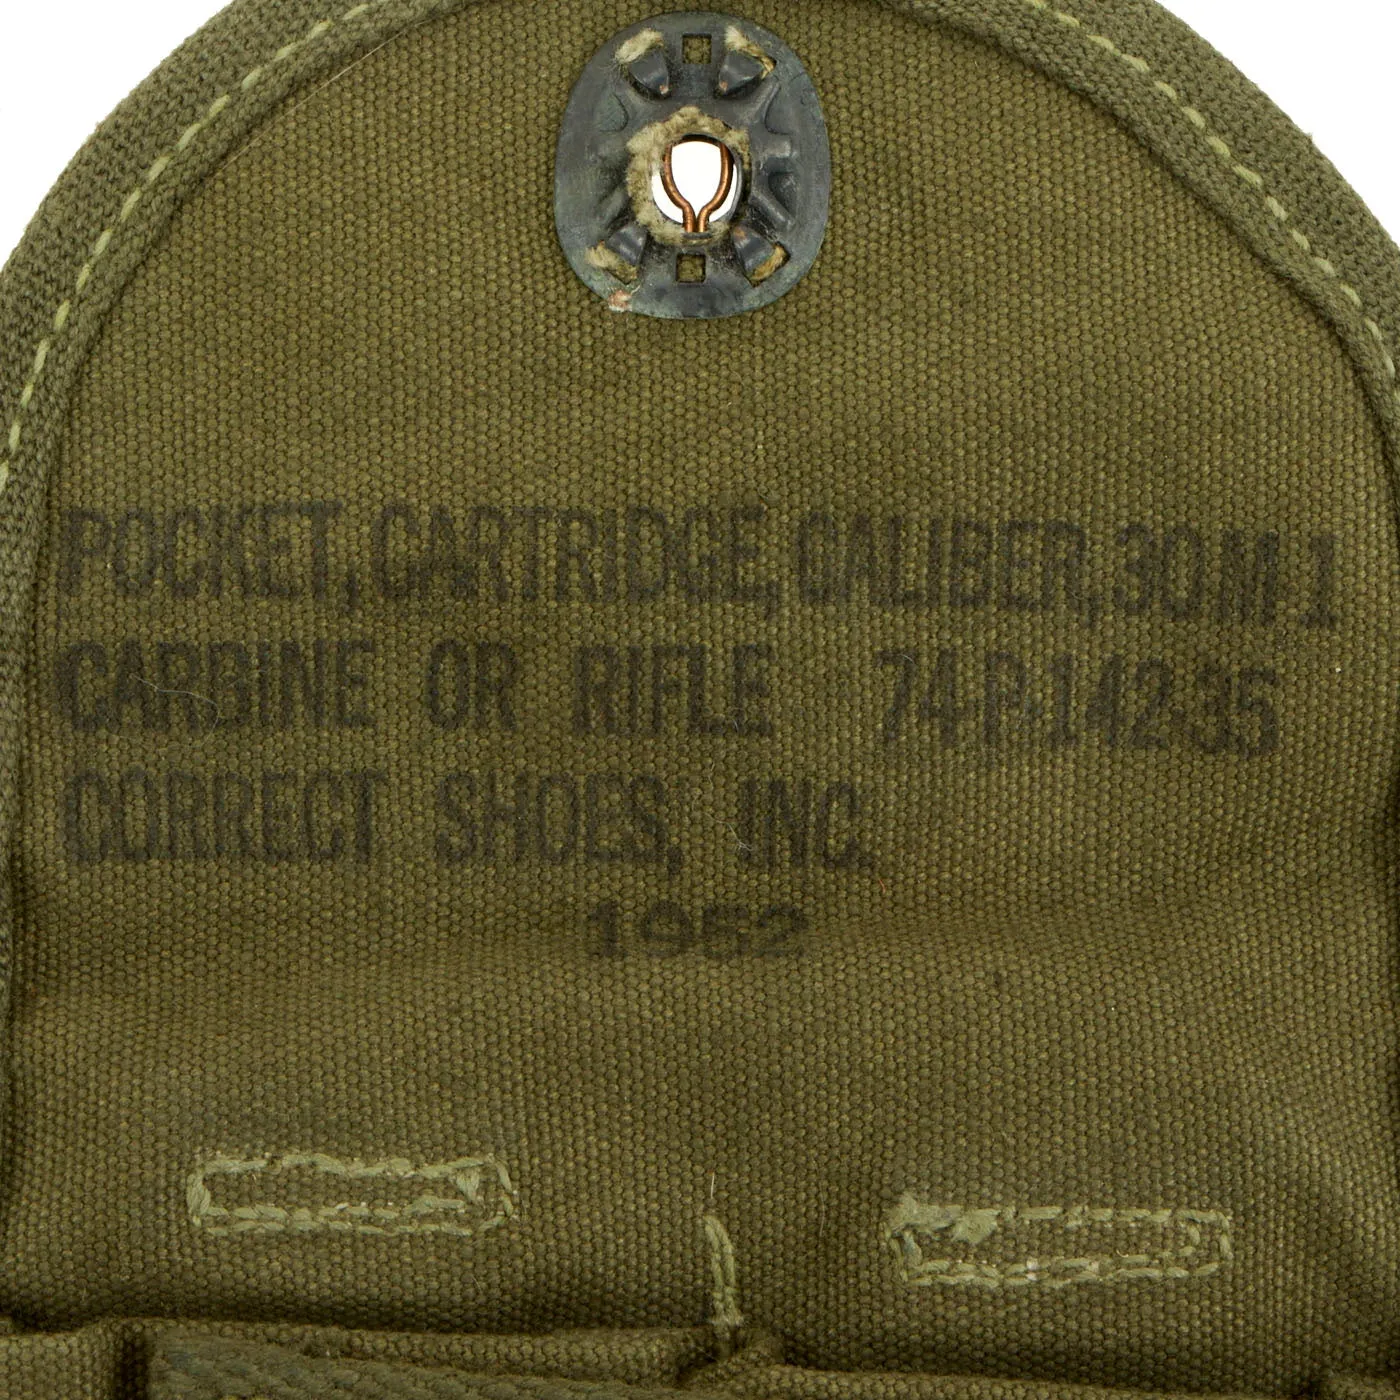 POCKET, CARTRIDGE, CALIBER, 30 M 1
CARBINE OR RIFLE 74-P-142-35
CORRECT SHOES, INC.
1952